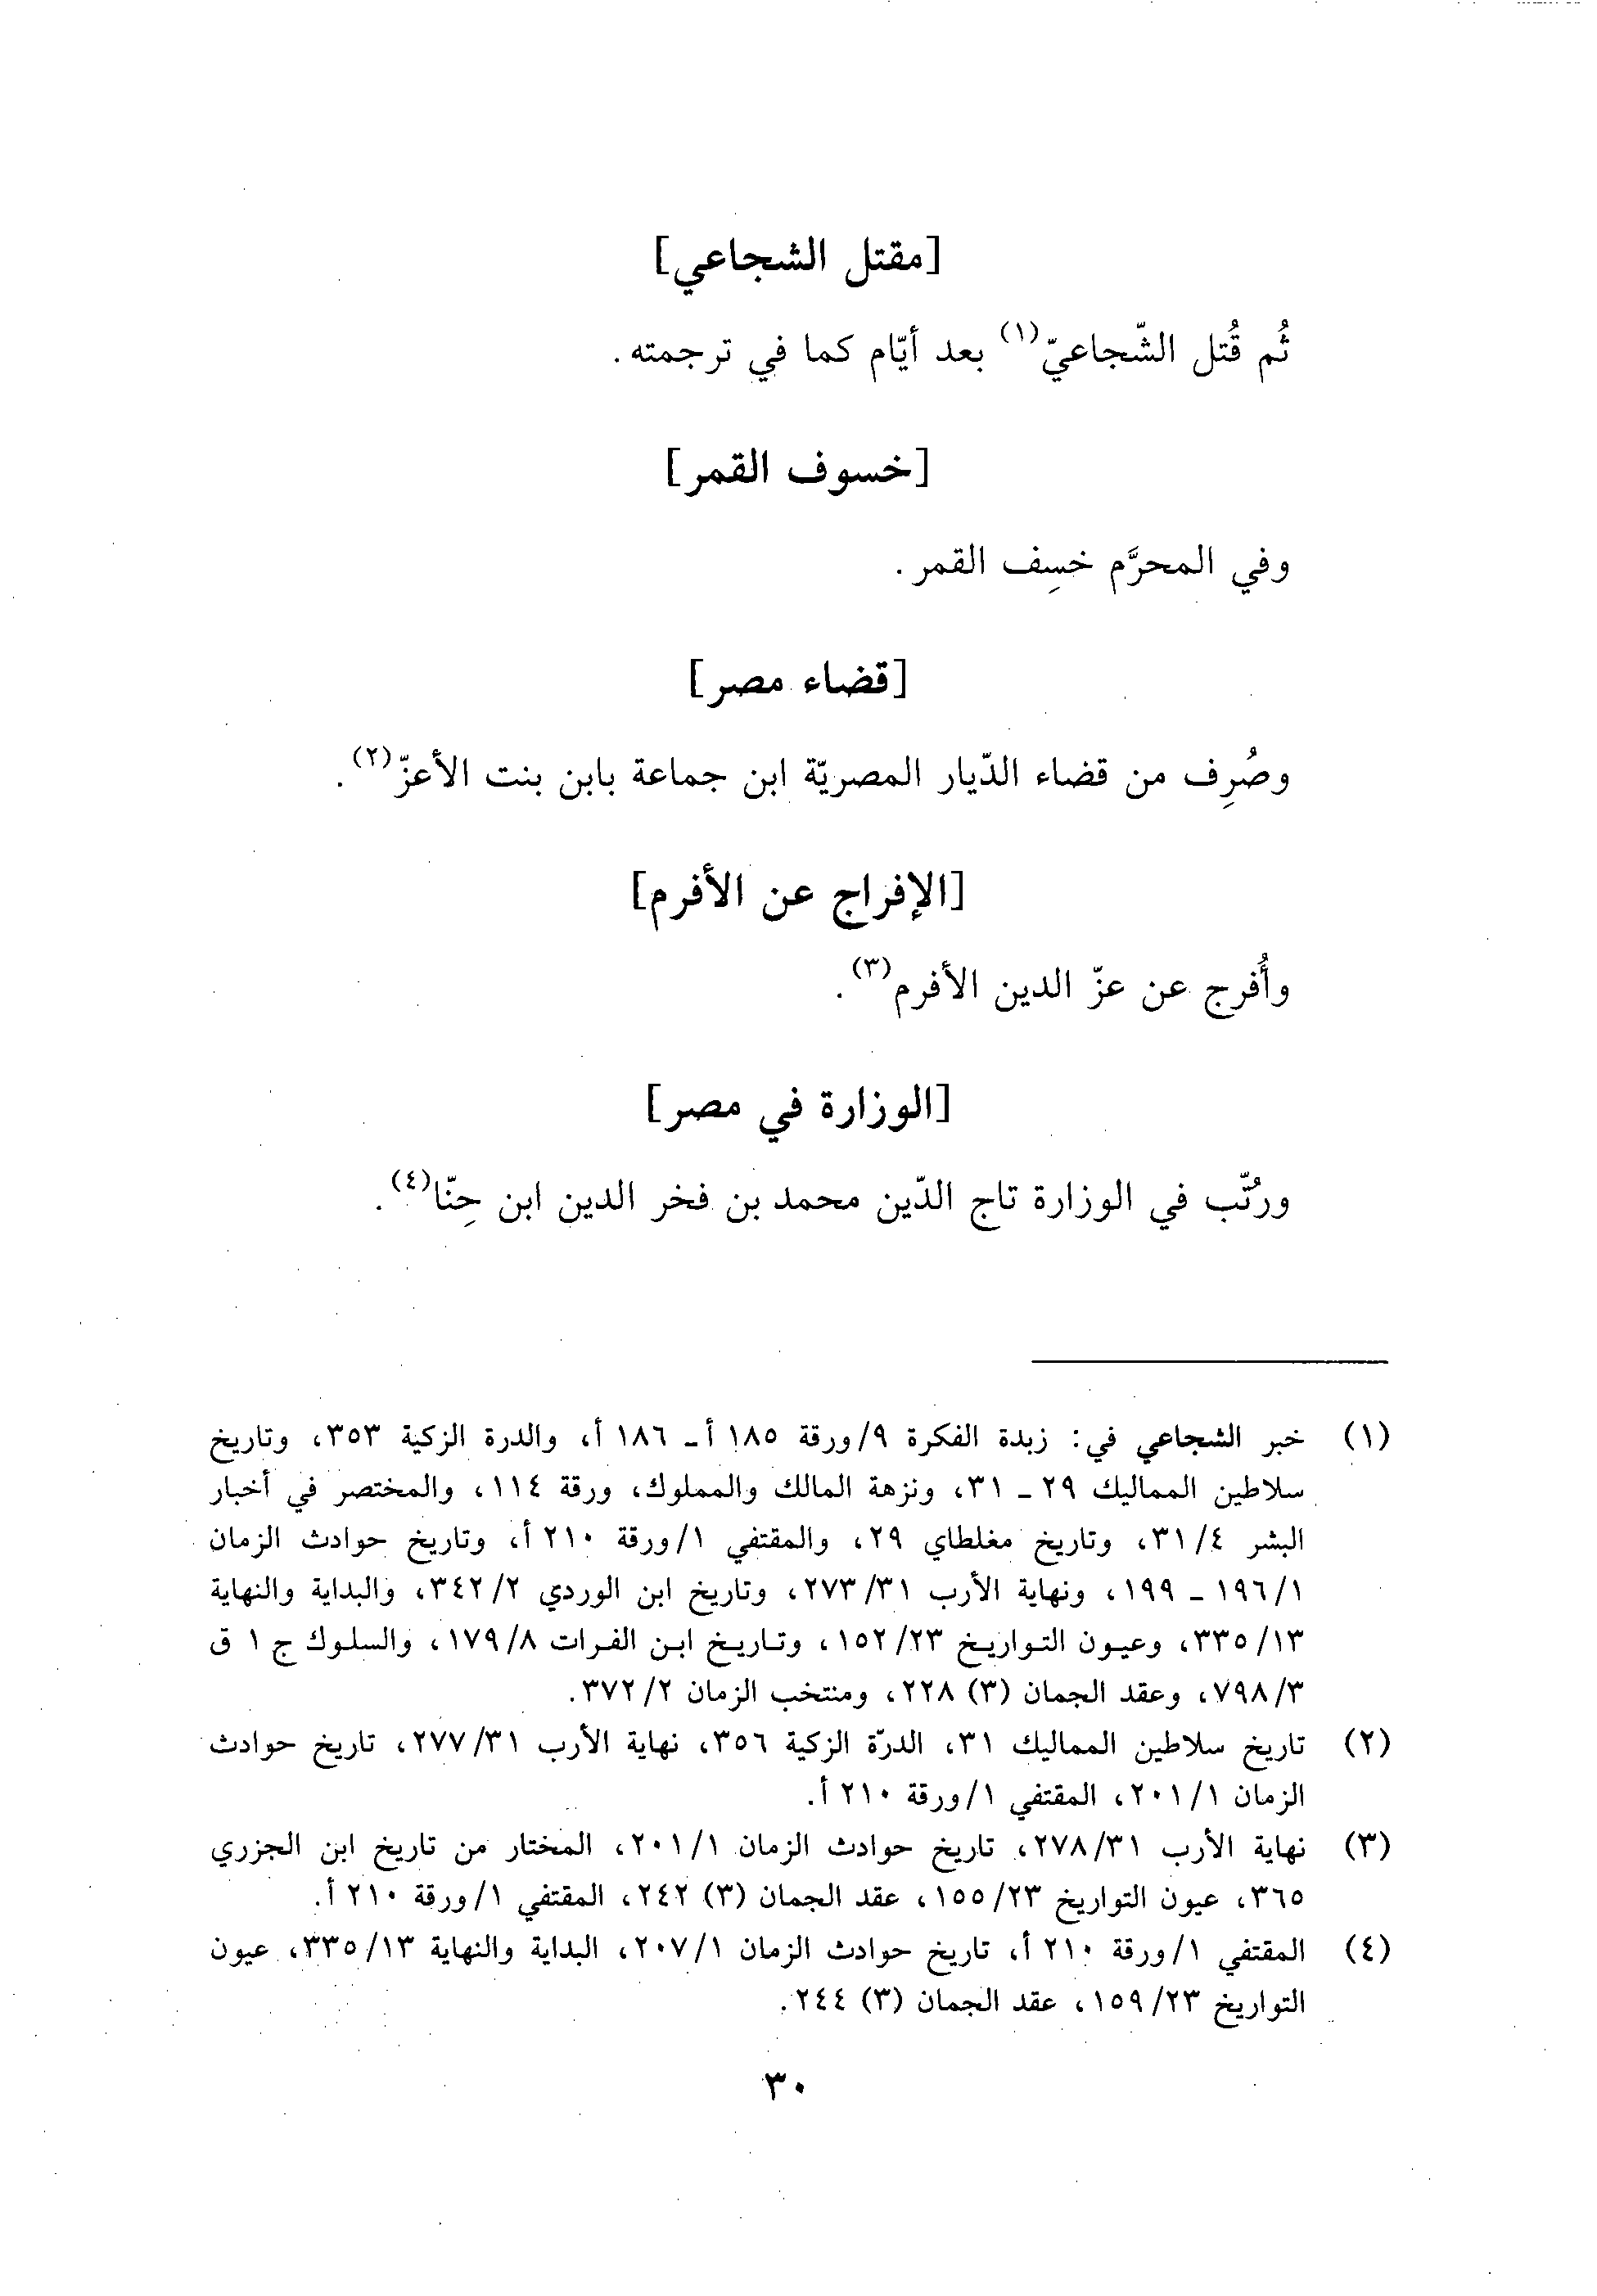 [مقتل الشجاعي]
ثُم قُتل الشّجاعيّ(١) بعد أيّام كما في ترجمته.
[خسوف القمر]
وفي المحرَّم خسِف القمر.
[قضاء مصر]
وصُرِف من قضاء الدّيار المصريّة ابن جماعة بابن بنت الأعزّ(٢).
[الإفراج عن الأفرم]
وأُفرج عن عزّ الدين الأفرم(٣).
[الوزارة في مصر]
ورُتّب في الوزارة تاج الدّين محمد بن فخر الدين ابن حِنّا(٤).
(١) خبر الشجاعي في: زبدة الفكرة ٩/ورقة ١٨٥ أ ـ ١٨٦ أ، والدرة الزكية ٣٥٣، وتاريخ
سلاطين المماليك ٢٩ ـ ٣١، ونزهة المالك والمملوك، ورقة ١١٤، والمختصر في أخبار
البشر ٤/ ٣١، وتاريخ مغلطاي ٢٩، والمقتفي ١/ورقة ٢١٠ أ، وتاريخ حوادث الزمان
١/ ١٩٦ ـ ١٩٩، ونهاية الأرب ٣١/ ٢٧٣، وتاريخ ابن الوردي ٢/ ٣٤٢، والبداية والنهاية
١٣/ ٣٣٥، وعيون التواريخ ٢٣/ ١٥٢، وتاريخ ابن الفرات ٨/ ١٧٩، والسلوك ج ١ ق
٣/ ٧٩٨، وعقد الجمان (٣) ٢٢٨، ومنتخب الزمان ٢/ ٣٧٢.
(٢) تاريخ سلاطين المماليك ٣١، الدرّة الزكية ٣٥٦، نهاية الأرب ٣١/ ٢٧٧، تاريخ حوادث
الزمان ١/ ٢٠١، المقتفي ١/ورقة ٢١٠ أ.
(٣) نهاية الأرب ٣١/ ٢٧٨، تاريخ حوادث الزمان ١/ ٢٠١، المختار من تاريخ ابن الجزري
٣٦٥، عيون التواريخ ٢٣/ ١٥٥، عقد الجمان (٣) ٢٤٢، المقتفي ١/ورقة ٢١٠ أ.
(٤) المقتفي ١/ورقة ٢١٠ أ، تاريخ حوادث الزمان ١/ ٢٠٧، البداية والنهاية ١٣/ ٣٣٥، عيون
التواريخ ٢٣/ ١٥٩، عقد الجمان (٣) ٢٤٤.
٣٠